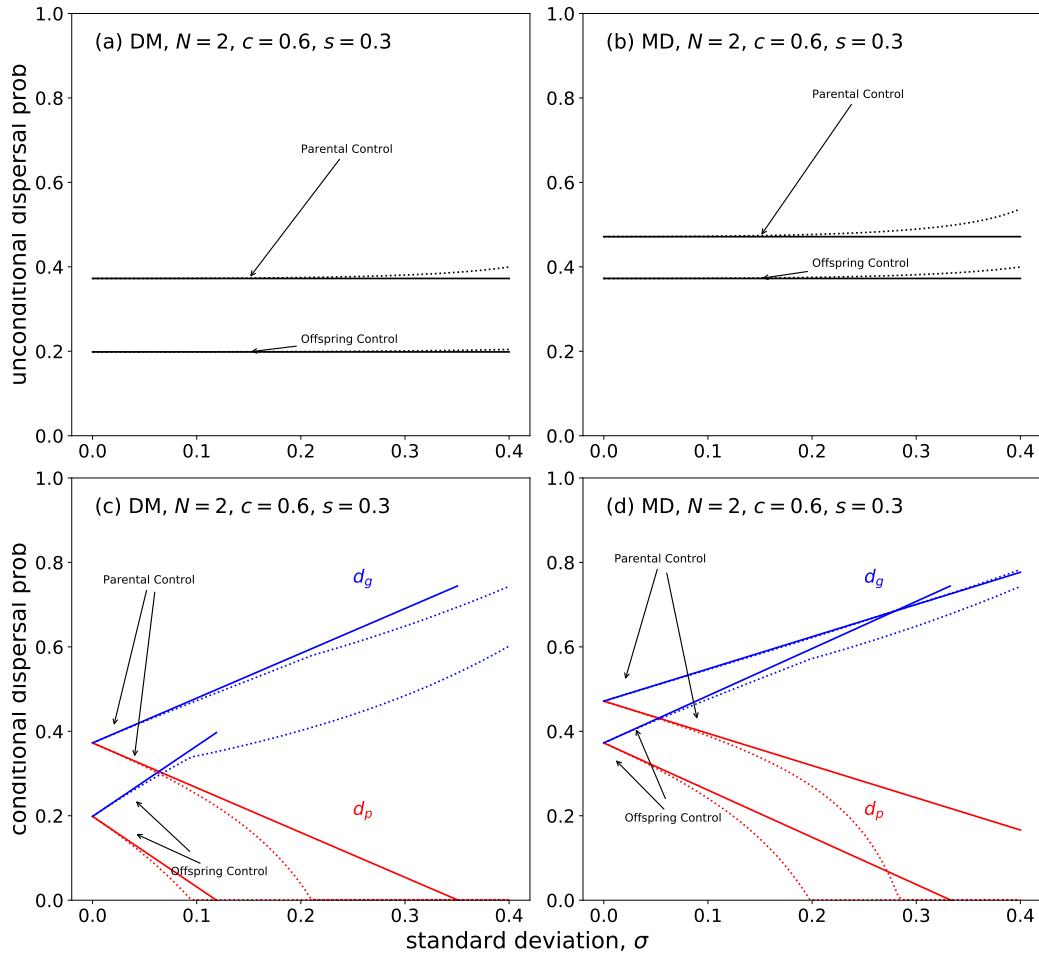 (a) DM, N = 2, c = 0.6, s = 0.3
Parental Control
Offspring Control
unconditional dispersal prob
1.0
0.8
0.6
0.4
0.2
0.0
0.0 0.1 0.2 0.3 0.4
(b) MD, N = 2, c = 0.6, s = 0.3
Parental Control
Offspring Control
1.0
0.8
0.6
0.4
0.2
0.0
0.0 0.1 0.2 0.3 0.4
(c) DM, N = 2, c = 0.6, s = 0.3
Parental Control
d_g
d_p
Offspring Control
conditional dispersal prob
1.0
0.8
0.6
0.4
0.2
0.0
0.0 0.1 0.2 0.3 0.4
(d) MD, N = 2, c = 0.6, s = 0.3
Parental Control
d_g
d_p
Offspring Control
1.0
0.8
0.6
0.4
0.2
0.0
0.0 0.1 0.2 0.3 0.4
standard deviation, σ